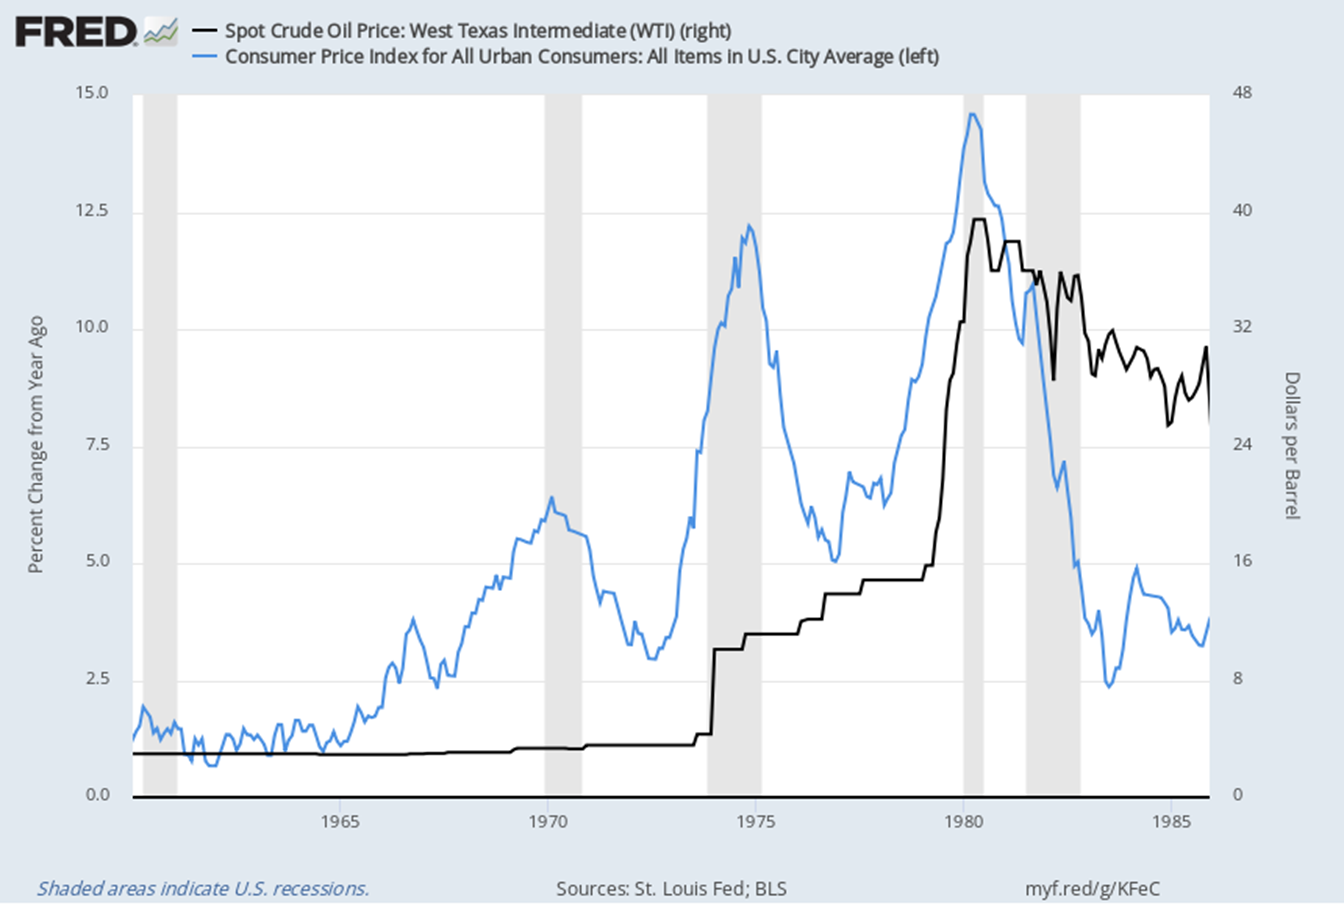 FRED
Spot Crude Oil Price: West Texas Intermediate (WTI) (right)
Consumer Price Index for All Urban Consumers: All Items in U.S. City Average (left)
15.0
48
12.5
40
10.0
32
7.5
24
5.0
16
2.5
8
0.0
0
Percent Change from Year Ago
Dollars per Barrel
1965 1970 1975 1980 1985
Shaded areas indicate U.S. recessions. Sources: St. Louis Fed; BLS myf.red/g/KFeC